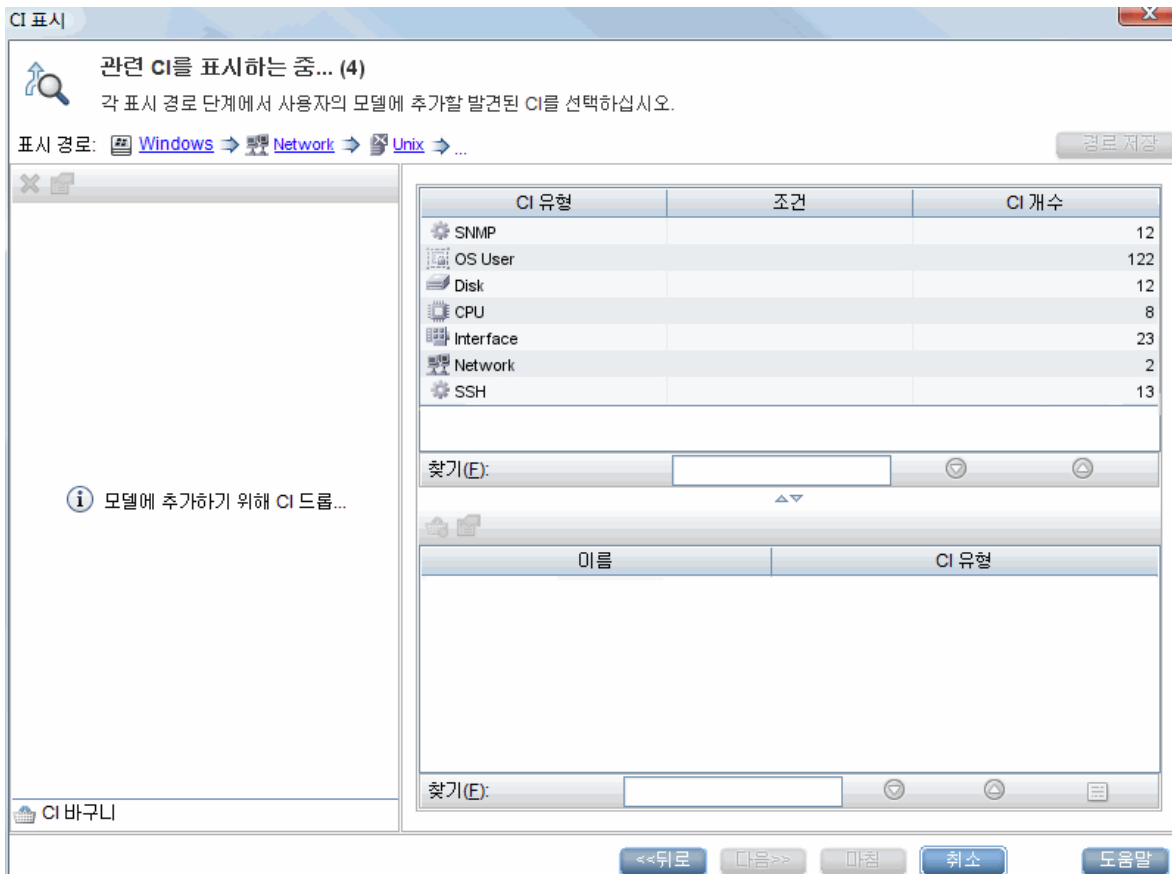 CI 표시
관련 CI를 표시하는 중... (4)
각 표시 경로 단계에서 사용자의 모델에 추가할 발견된 CI를 선택하십시오.
표시 경로: Windows ⇒ Network ⇒ Unix ⇒ ...
경로 저장
CI 유형 조건 CI 개수
SNMP 12
OS User 122
Disk 12
CPU 8
Interface 23
Network 2
SSH 13
찾기(F):
모델에 추가하기 위해 CI 드롭...
이름 CI 유형
찾기(F):
CI 바구니
<<뒤로 다음>> 마침 취소 도움말